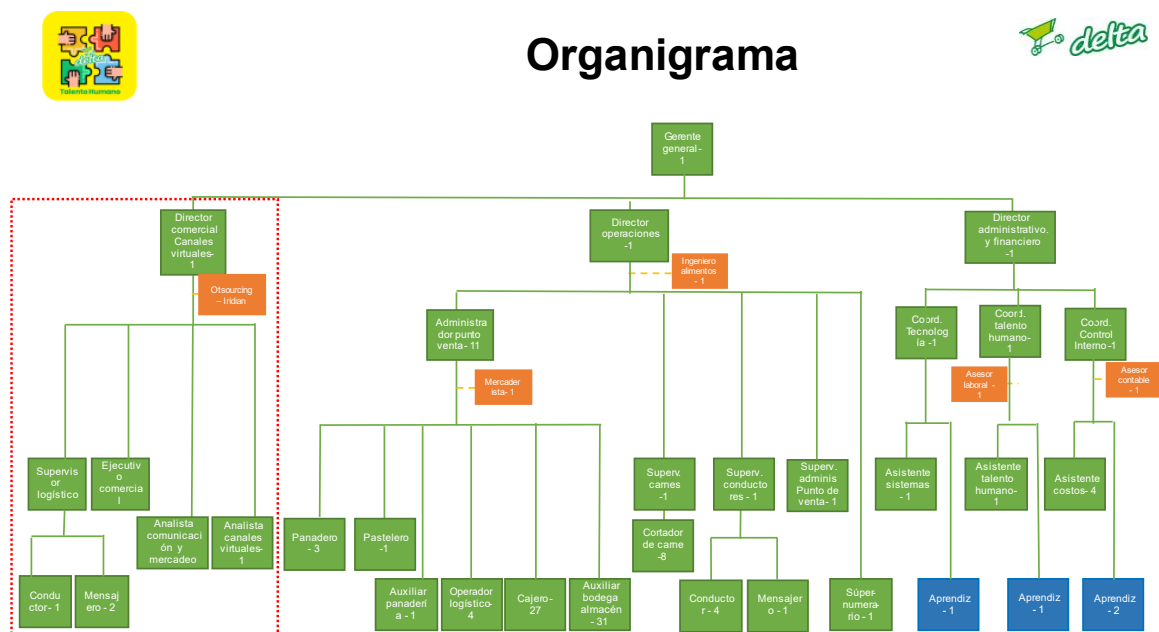 Organigrama
delta
delta
Talento Humano
Gerente
general-
1
Director
comercial
Canales
virtuales-
1
Director
operaciones
-1
Director
administrativo.
y financiero
-1
Otsourcing
– Iridian
Ingeniero
alimentos
- 1
Administra
dor punto
venta- 11
Coord.
Tecnolog
ía -1
Coord.
talento
humano-
1
Coord.
Control
Interno-1
Mercader
ista- 1
Asesor
laboral -
1
Asesor
contable
- 1
Supervis
or
logístico
Ejecutiv
o
comercia
l
Analista
comunicaci
ón y
mercadeo
Analista
canales
virtuales-
1
Panadero
- 3
Pastelero
-1
Superv.
carnes
-1
Superv.
conducto
res - 1
Superv.
adminis
Punto de
venta- 1
Asistente
sistemas
- 1
Asistente
talento
humano-
1
Asistente
costos- 4
Cortador
de carne
-8
Condu
ctor- 1
Mensaj
ero - 2
Auxiliar
panaderí
a - 1
Operador
logístico-
4
Cajero-
27
Auxiliar
bodega
almacén
- 31
Conducto
r - 4
Mensajer
o - 1
Súper-
numera-
rio - 1
Aprendiz
- 1
Aprendiz
- 1
Aprendiz
- 2